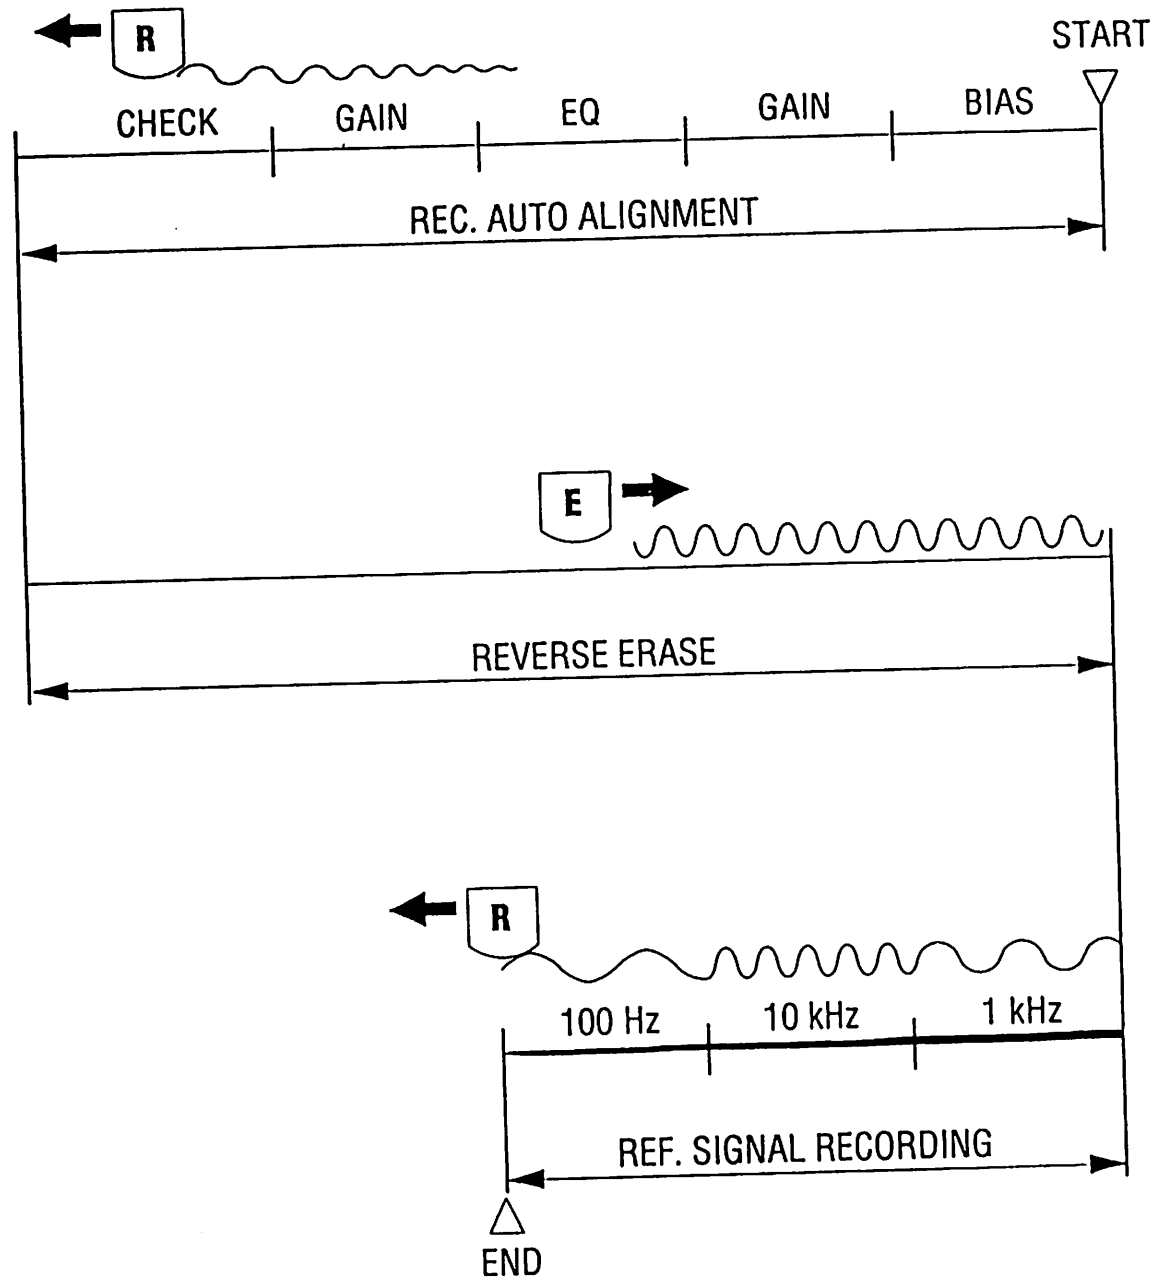 R
START
CHECK GAIN EQ GAIN BIAS
REC. AUTO ALIGNMENT
E
REVERSE ERASE
R
100 Hz 10 kHz 1 kHz
REF. SIGNAL RECORDING
END